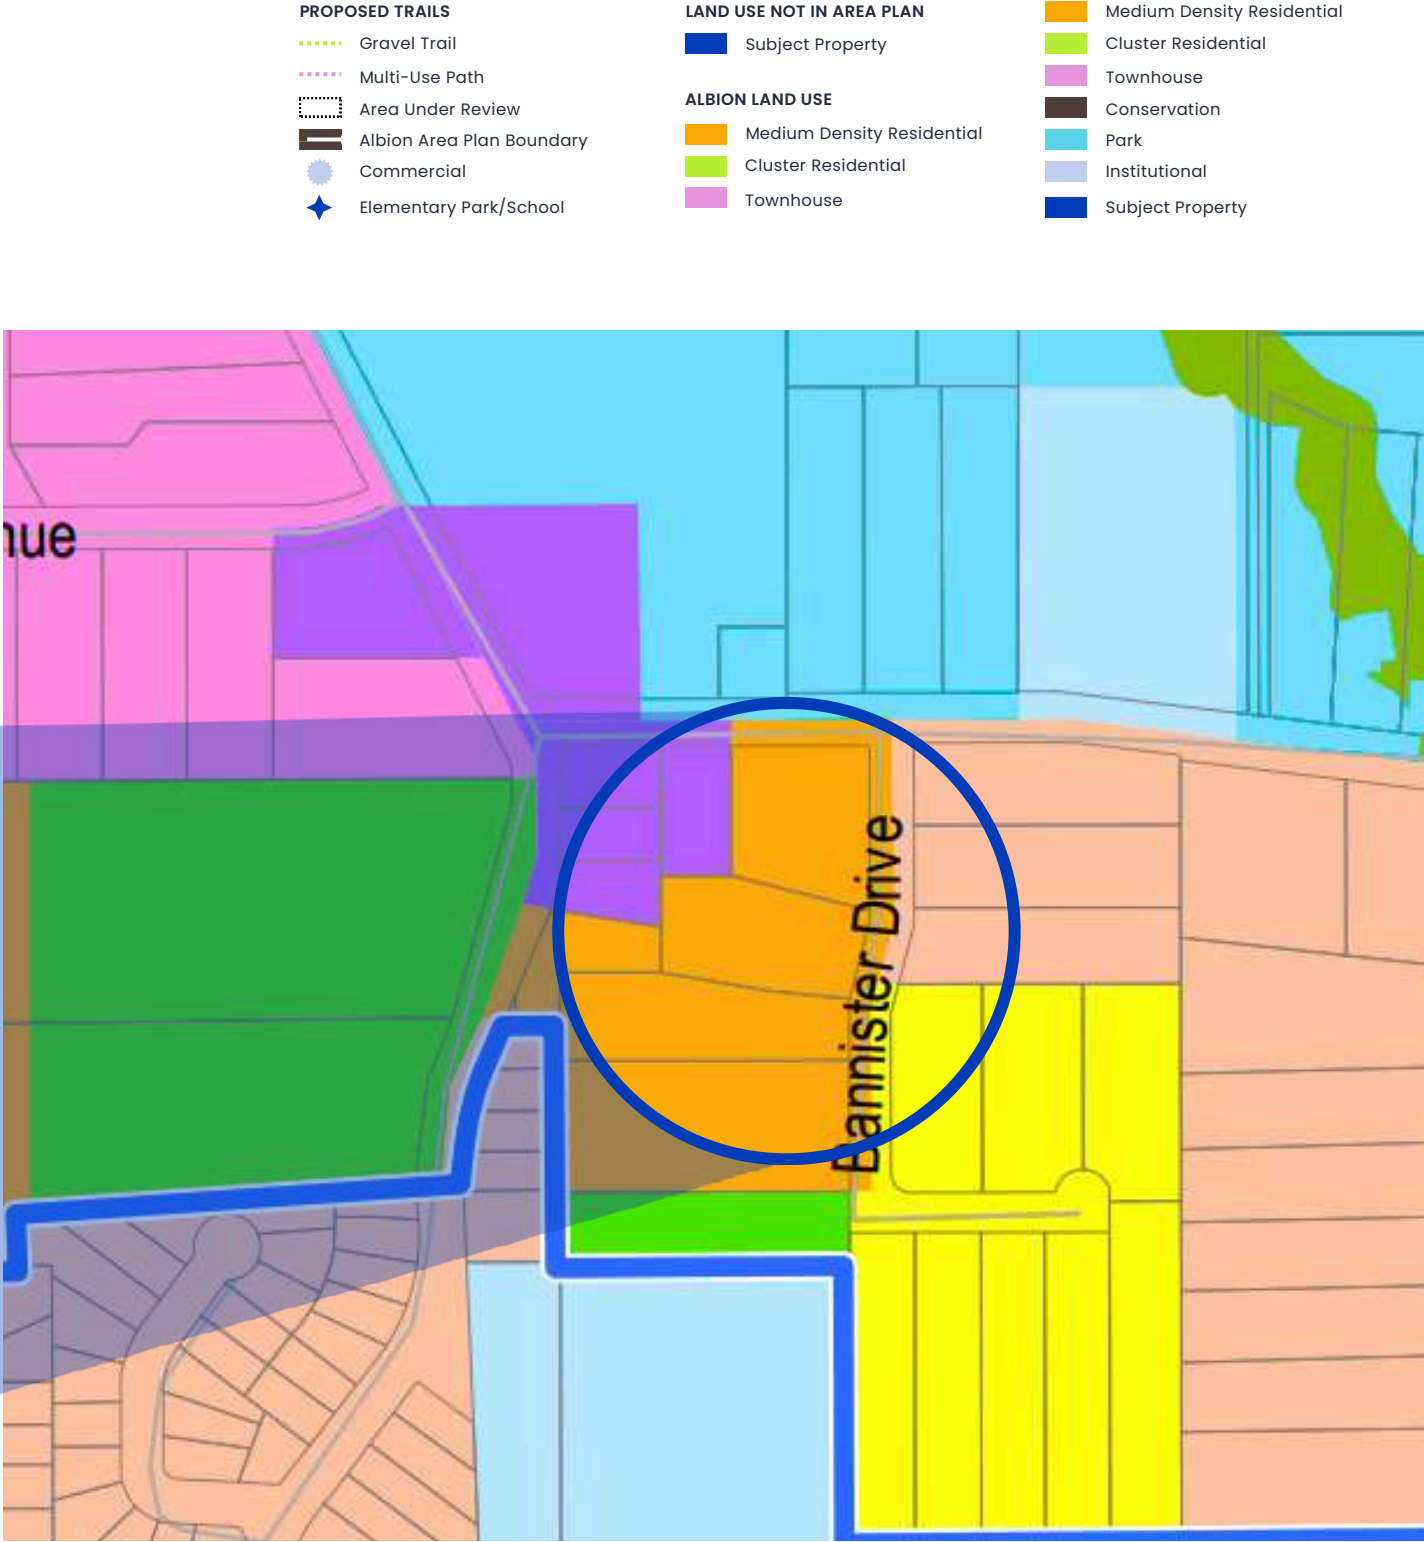 PROPOSED TRAILS
Gravel Trail
Multi-Use Path
Area Under Review
Albion Area Plan Boundary
Commercial
Elementary Park/School
LAND USE NOT IN AREA PLAN
Subject Property
ALBION LAND USE
Medium Density Residential
Cluster Residential
Townhouse
Medium Density Residential
Cluster Residential
Townhouse
Conservation
Park
Institutional
Subject Property
nue
Bannister Drive